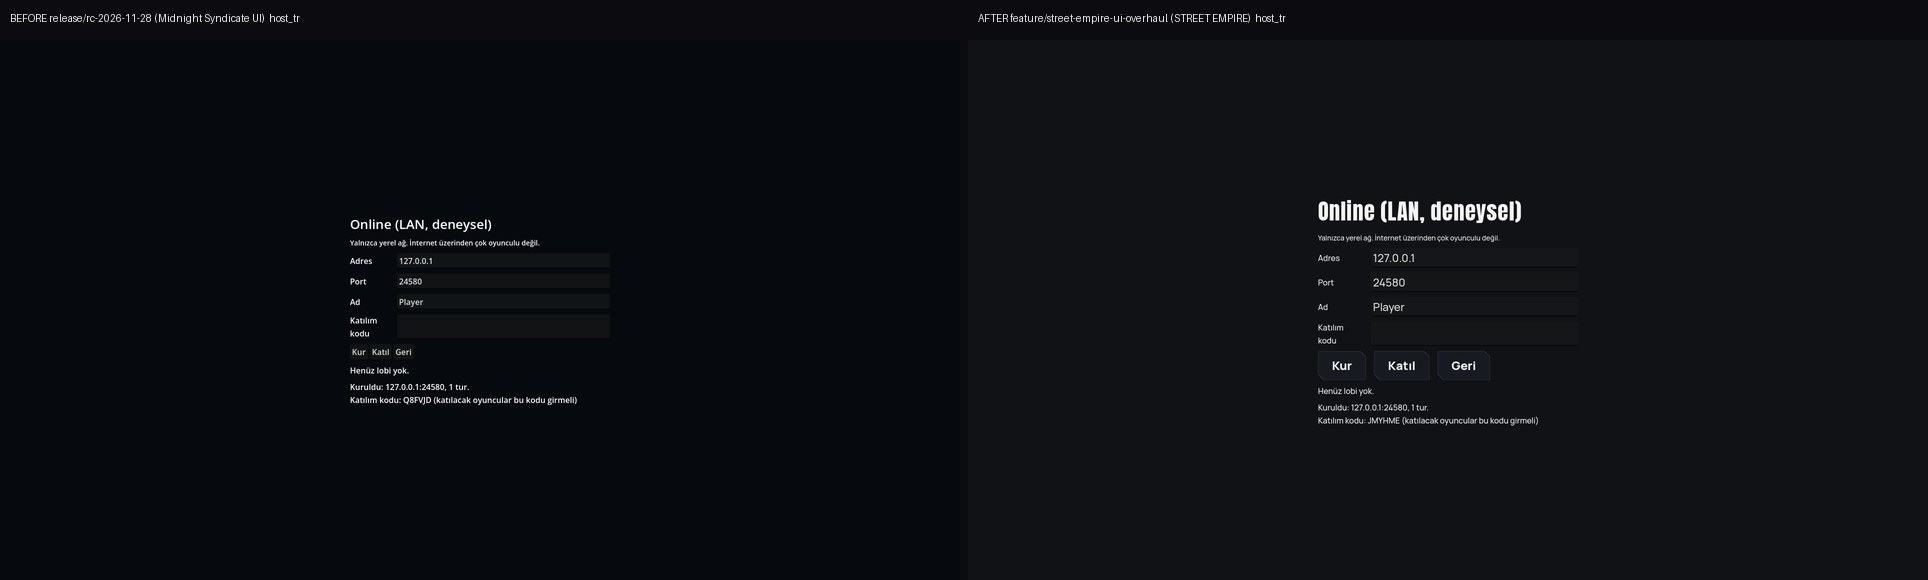 BEFORE release/rc-2026-11-28 (Midnight Syndicate UI) host_tr
Online (LAN, deneysel)
Yalnızca yerel ağ. İnternet üzerinden çok oyunculu değil.
Adres 127.0.0.1
Port 24580
Ad Player
Katılım
kodu
Kur Katıl Geri
Henüz lobi yok.
Kuruldu: 127.0.0.1:24580, 1 tur.
Katılım kodu: Q8FVJD (katılacak oyuncular bu kodu girmeli)
AFTER feature/street-empire-ui-overhaul (STREET EMPIRE) host_tr
Online (LAN, deneysel)
Yalnızca yerel ağ. İnternet üzerinden çok oyunculu değil.
Adres 127.0.0.1
Port 24580
Ad Player
Katılım
kodu
Kur Katıl Geri
Henüz lobi yok.
Kuruldu: 127.0.0.1:24580, 1 tur.
Katılım kodu: JMYHME (katılacak oyuncular bu kodu girmeli)